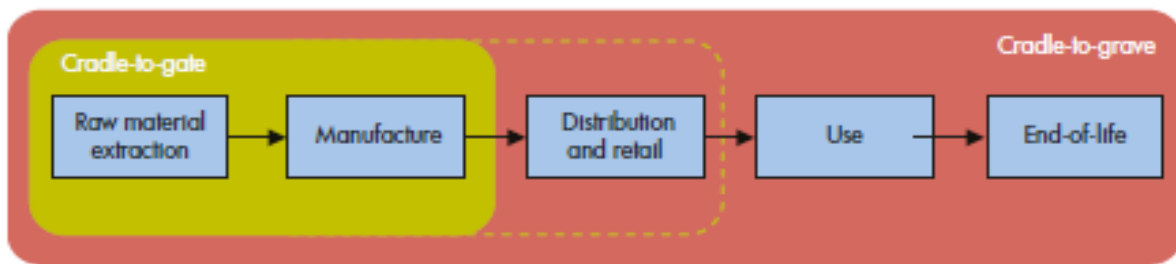 Cradle-to-grave
Cradle-to-gate
Raw material
extraction
Manufacture
Distribution
and retail
Use
End-of-life